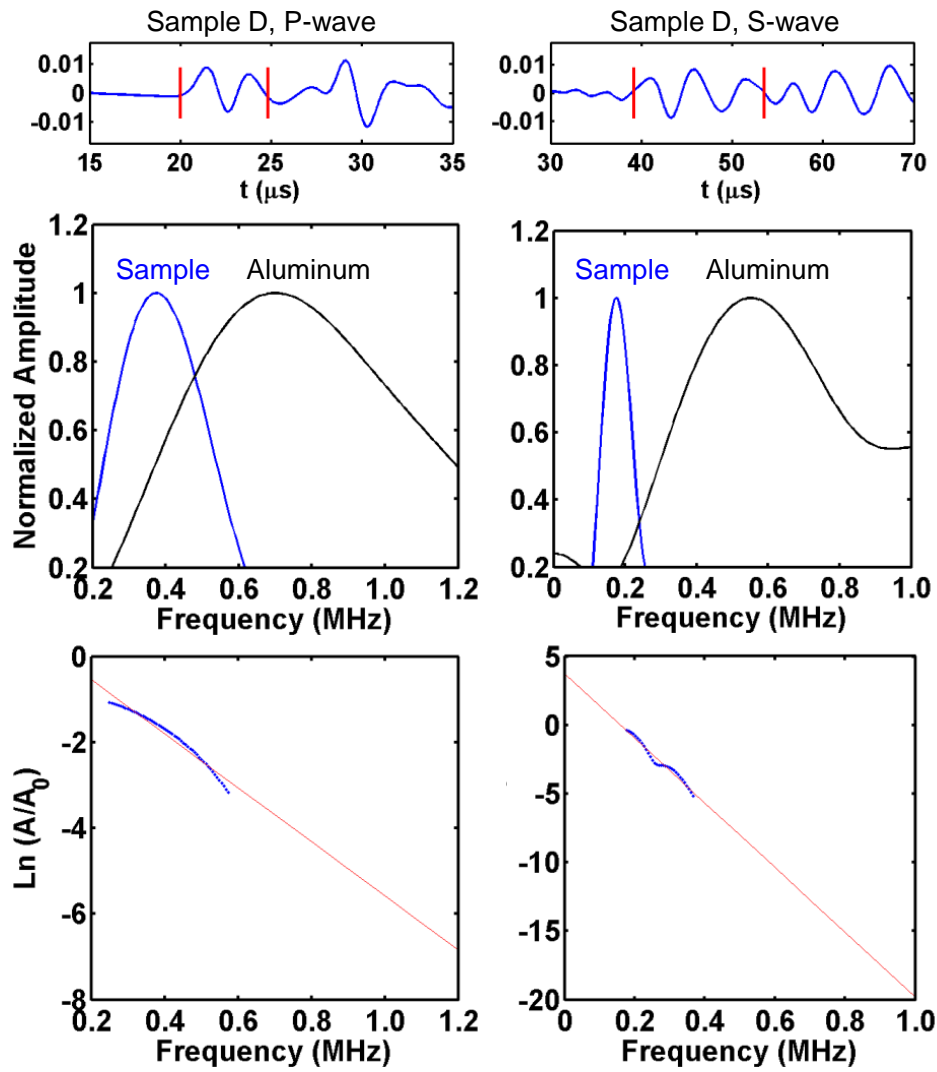 Sample D, P-wave
Sample D, S-wave
0.01
0
-0.01
15 20 25 30 35
t (μs)
0.01
0
-0.01
30 40 50 60 70
t (μs)
Normalized Amplitude
1.2
1
0.8
0.6
0.4
0.2
Sample
Aluminum
0.2 0.4 0.6 0.8 1.0 1.2
Frequency (MHz)
1.2
1
0.8
0.6
0.4
0.2
Sample
Aluminum
0 0.2 0.4 0.6 0.8 1.0
Frequency (MHz)
Ln (A/A0)
0
-2
-4
-6
-8
0.2 0.4 0.6 0.8 1.0 1.2
Frequency (MHz)
5
0
-5
-10
-15
-20
0 0.2 0.4 0.6 0.8 1.0
Frequency (MHz)